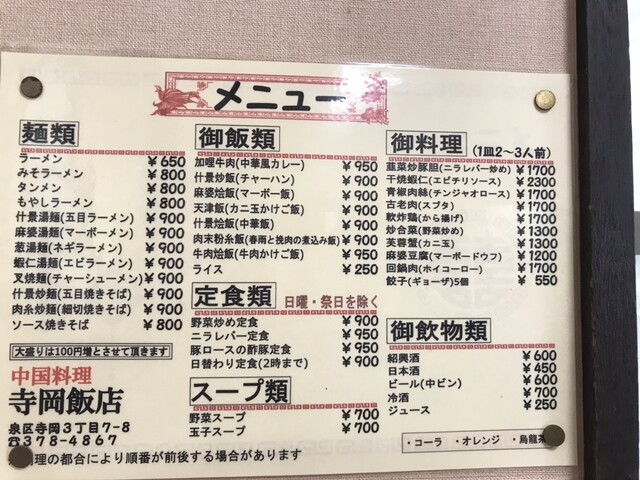 メニュー
麺類
ラーメン ¥650
みそラーメン ¥800
タンメン ¥800
もやしラーメン ¥800
什景湯麺(五目ラーメン) ¥900
麻婆湯麺(マーボーメン) ¥900
葱湯麺(ネギラーメン) ¥900
蝦仁湯麺(エビラーメン) ¥900
叉焼麺(チャーシューメン) ¥900
什景炒麺(五目焼きそば) ¥900
肉糸炒麺(細切焼きそば) ¥900
ソース焼きそば ¥800
大盛りは100円増とさせて頂きます
中国料理
寺岡飯店
泉区寺岡3丁目7-8
☎378-4867
料理の都合により順番が前後する場合があります
御飯類
加哩牛肉(中華風カレー) ¥950
什景炒飯(チャーハン) ¥900
麻婆烩飯(マーボー飯) ¥900
天津飯(カニ玉かけご飯) ¥900
什景烩飯(中華飯) ¥900
肉末粉糸飯(春雨と挽肉の煮込み飯) ¥900
牛肉烩飯(牛肉かけご飯) ¥950
ライス ¥250
定食類 日曜・祭日を除く
野菜炒め定食 ¥900
ニラレバー定食 ¥900
豚ロースの酢豚定食 ¥900
日替わり定食(2時まで) ¥900
スープ類
野菜スープ ¥700
玉子スープ ¥700
御料理 (1皿2〜3人前)
韮菜炒豚胆(ニラレバー炒め) ¥1700
干焼蝦仁(エビチリソース) ¥2300
青椒肉絲(チンジャオロース) ¥1700
古老肉(スブタ) ¥1700
軟炸鶏(から揚げ) ¥1700
炒合菜(野菜炒め) ¥1300
芙蓉蟹(カニ玉) ¥1300
麻婆豆腐(マーボードウフ) ¥1200
回鍋肉(ホイコーロー) ¥1700
餃子(ギョーザ)5個 ¥550
御飲物類
紹興酒 ¥600
日本酒 ¥450
ビール(中ビン) ¥600
冷酒 ¥700
ジュース ¥250
・コーラ ・オレンジ ・烏龍茶